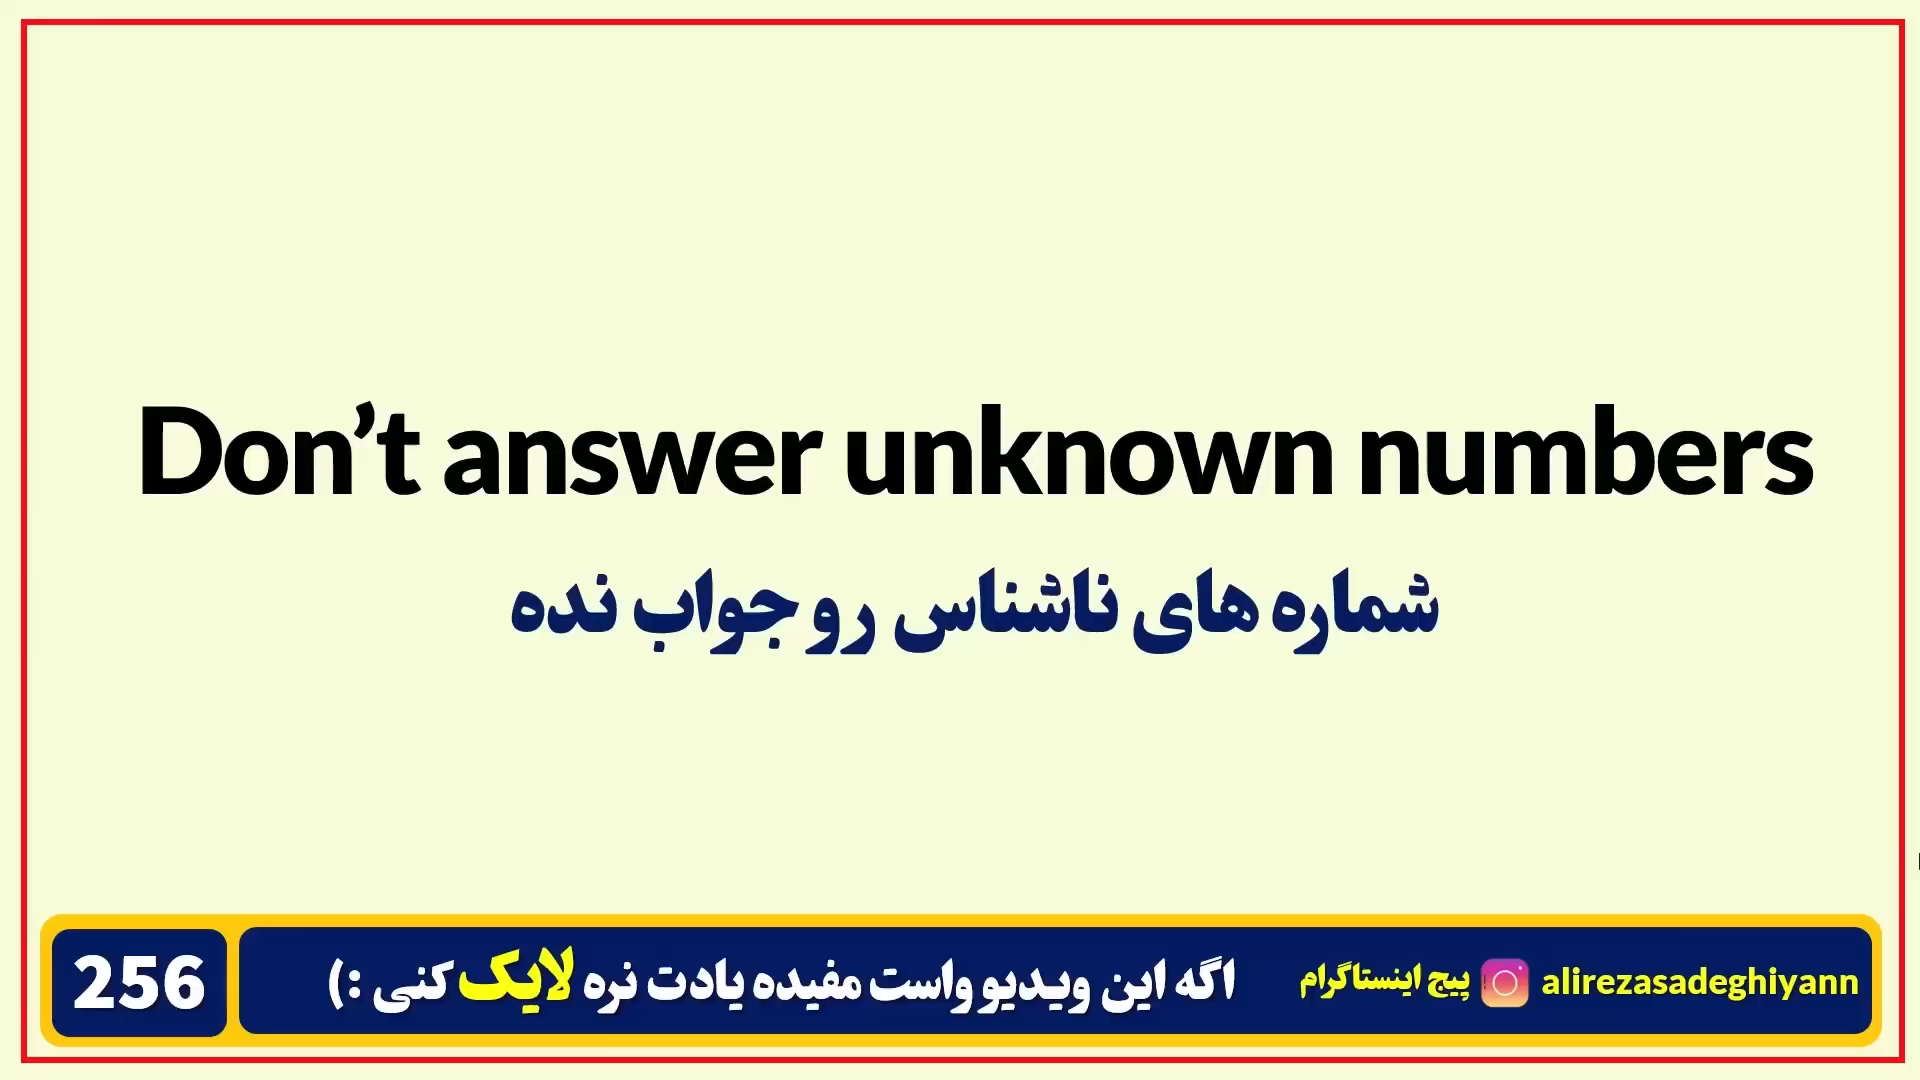 Don’t answer unknown numbers
شماره های ناشناس رو جواب نده
256
اگه این ویدیو واست مفیده یادت نره لایک کنی :)
پیج اینستاگرام alirezasadeghiyann